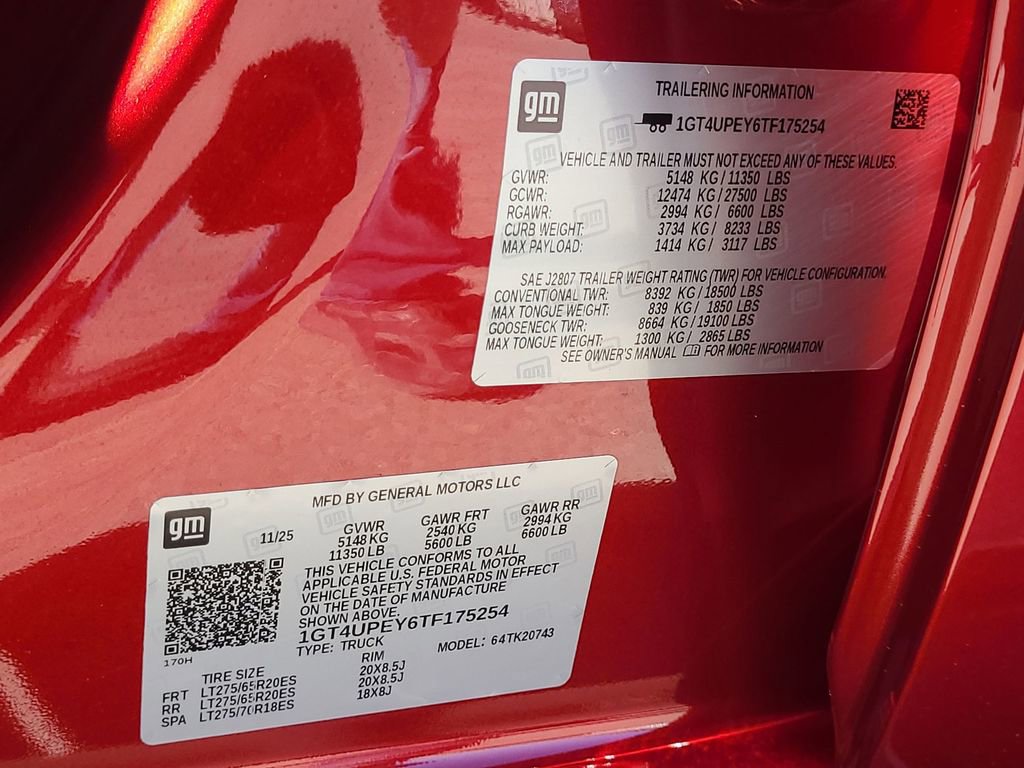 gm
TRAILERING INFORMATION
1GT4UPEY6TF175254
VEHICLE AND TRAILER MUST NOT EXCEED ANY OF THESE VALUES.
GVWR: 5148 KG / 11350 LBS
GCWR: 12474 KG / 27500 LBS
RGAWR: 2994 KG / 6600 LBS
CURB WEIGHT: 3734 KG / 8233 LBS
MAX PAYLOAD: 1414 KG / 3117 LBS
SAE J2807 TRAILER WEIGHT RATING (TWR) FOR VEHICLE CONFIGURATION.
CONVENTIONAL TWR: 8392 KG / 18500 LBS
MAX TONGUE WEIGHT: 839 KG / 1850 LBS
GOOSENECK TWR: 8664 KG / 19100 LBS
MAX TONGUE WEIGHT: 1300 KG / 2865 LBS
SEE OWNER'S MANUAL FOR MORE INFORMATION
MFD BY GENERAL MOTORS LLC
gm
11/25
GVWR GAWR FRT GAWR RR
5148 KG 2540 KG 2994 KG
11350 LB 5600 LB 6600 LB
THIS VEHICLE CONFORMS TO ALL
APPLICABLE U.S. FEDERAL MOTOR
VEHICLE SAFETY STANDARDS IN EFFECT
ON THE DATE OF MANUFACTURE
SHOWN ABOVE.
1GT4UPEY6TF175254
TYPE: TRUCK MODEL: 64TK20743
170H
TIRE SIZE RIM
FRT LT275/65R20ES 20X8.5J
RR LT275/65R20ES 20X8.5J
SPA LT275/70R18ES 18X8J